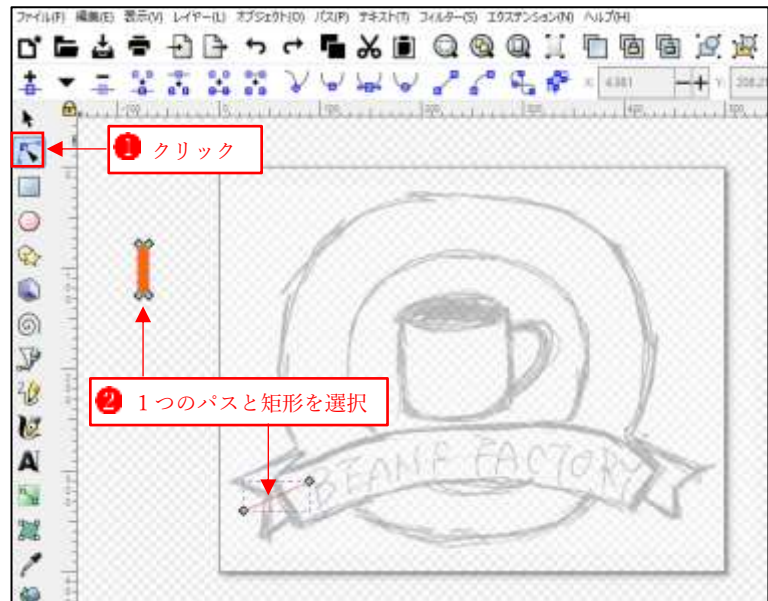 ファイル(F) 編集(E) 表示(V) レイヤー(L) オブジェクト(O) パス(P) テキスト(T) フィルター(S) エクステンション(N) ヘルプ(H)
X: 4.981 Y:
❶ クリック
❷ 1つのパスと矩形を選択
BEANE FACTORY